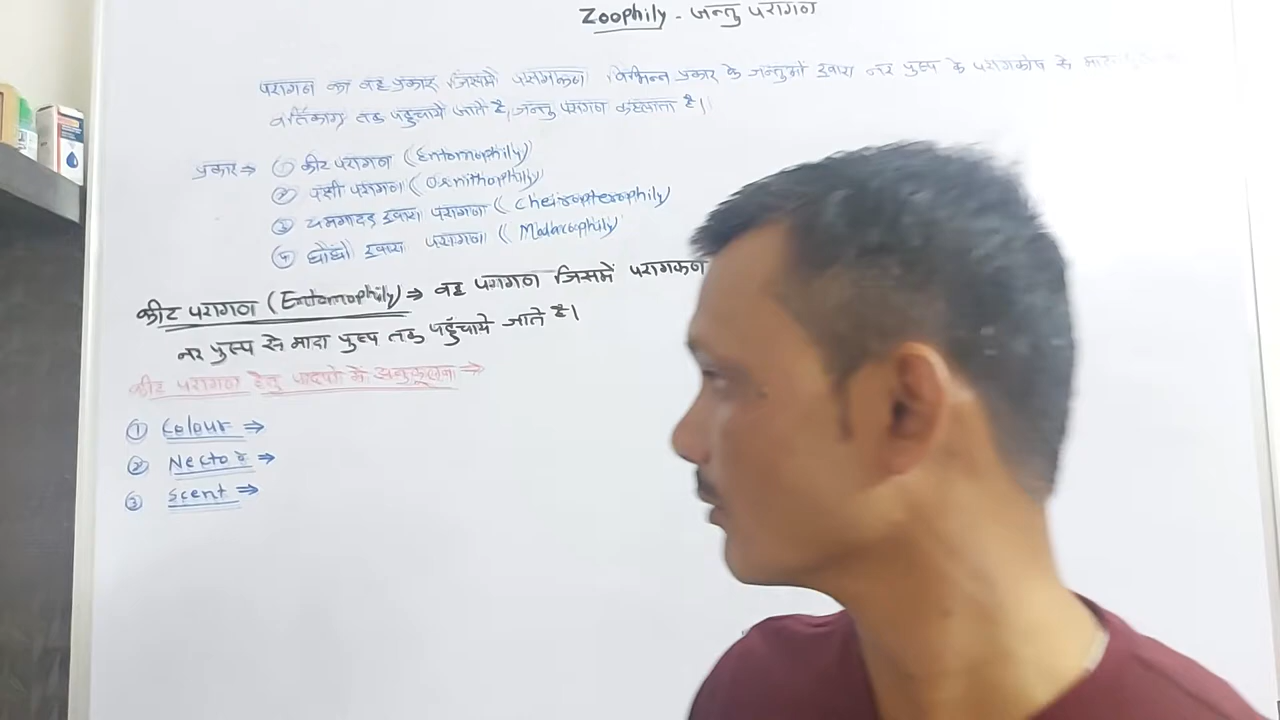 Zoophily - जन्तु परागण
परागण का वह प्रकार जिसमें परागकण विभिन्न प्रकार के जन्तुओं द्वारा नर पुष्प के परागकोष से
वर्तिकाग्र तक पहुंचाये जाते है, जन्तु परागण कहलाता है।
प्रकार ⇒ ① कीट परागण (Entomophily)
② पक्षी परागण (Ornithophily)
③ चमगादड़ द्वारा परागण (Cheiropterophily
④ घोंघो द्वारा परागण (Malacophily)
कीट परागण (Entomophily) ⇒ वह परागण जिसमें परागकण
नर पुष्प से मादा पुष्प तक पहुँचाये जाते है।
कीट परागण हेतु पादपो मे अनुकूलन →
① Colour ⇒
② ⇒
③ Scent ⇒